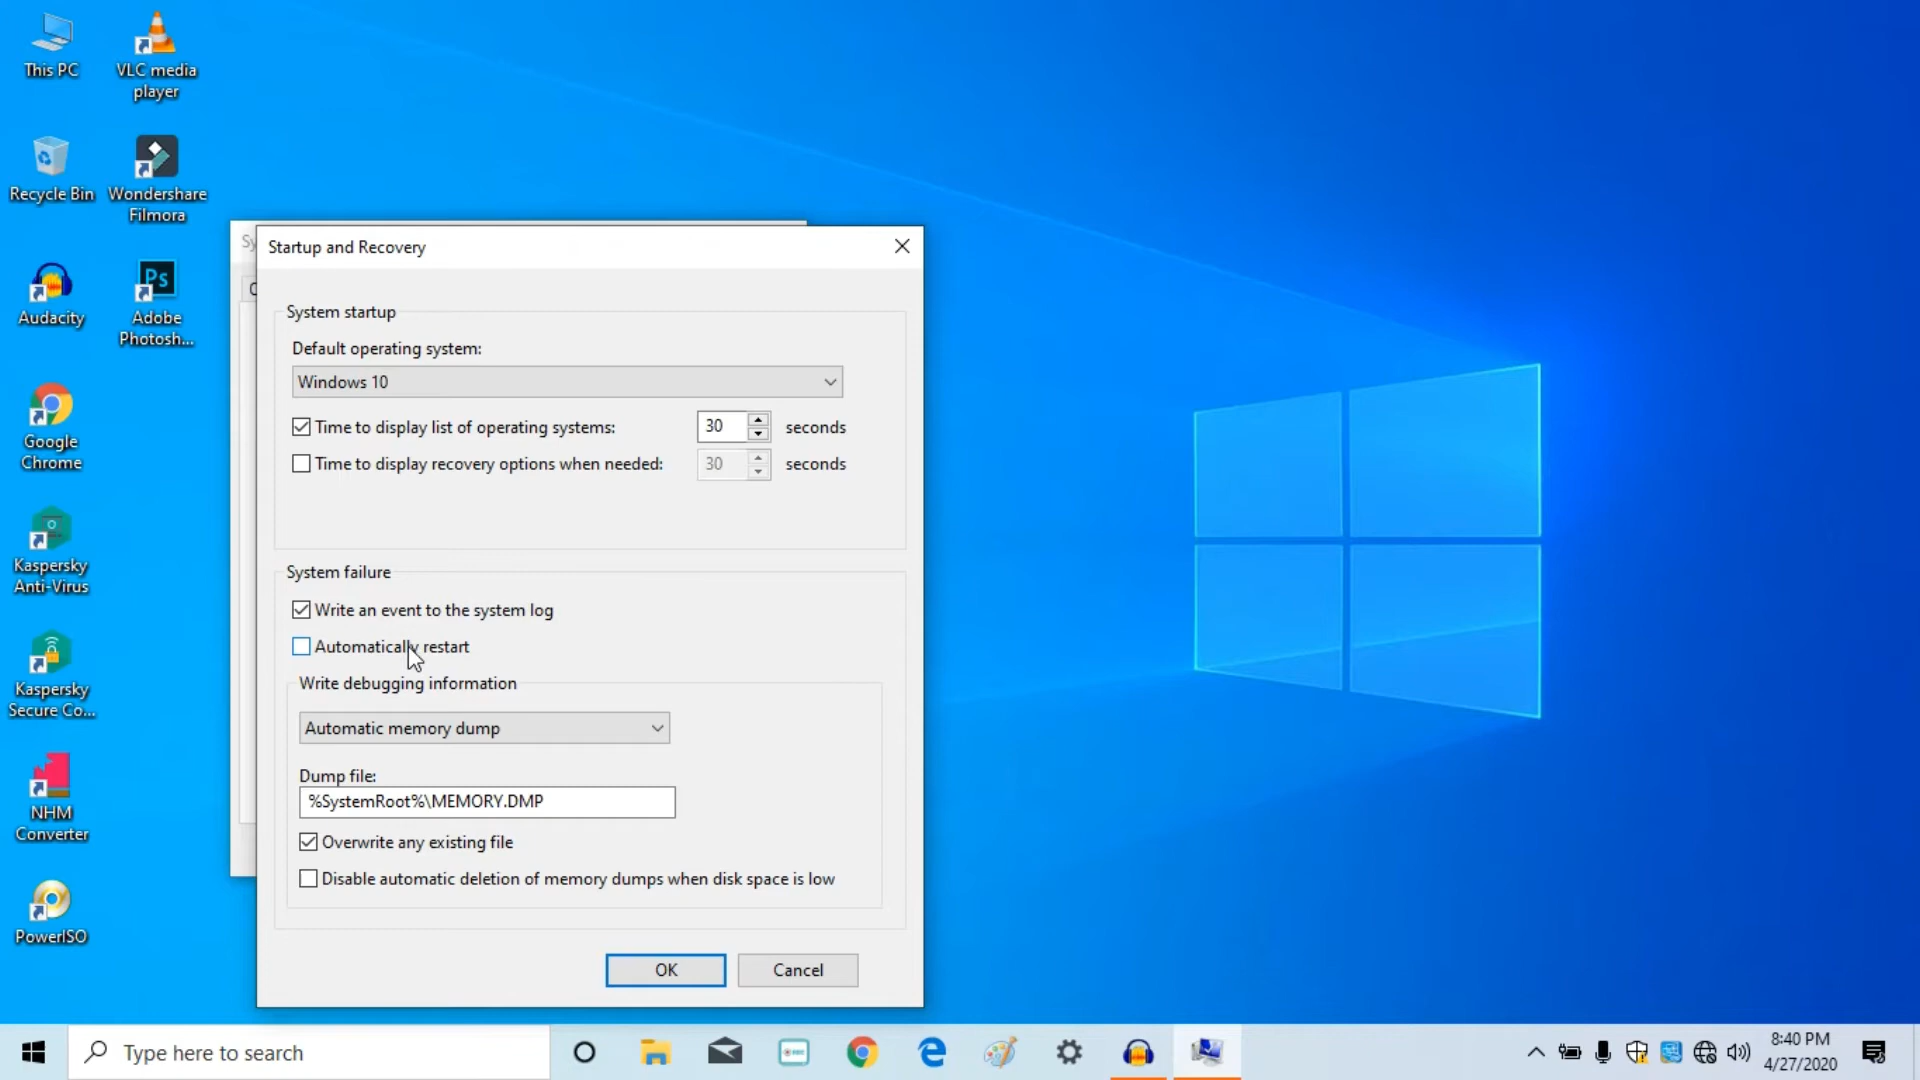 This PC
VLC media
player
Recycle Bin
Wondershare
Filmora
Audacity
Ps
Adobe
Photosh...
Google
Chrome
Kaspersky
Anti-Virus
Kaspersky
Secure Co...
NHM
Converter
PowerISO
Sy
Startup and Recovery
System startup
Default operating system:
Windows 10
Time to display list of operating systems: 30 seconds
Time to display recovery options when needed: 30 seconds
System failure
Write an event to the system log
Automatically restart
Write debugging information
Automatic memory dump
Dump file:
%SystemRoot%\MEMORY.DMP
Overwrite any existing file
Disable automatic deletion of memory dumps when disk space is low
OK Cancel
Type here to search
8:40 PM
4/27/2020